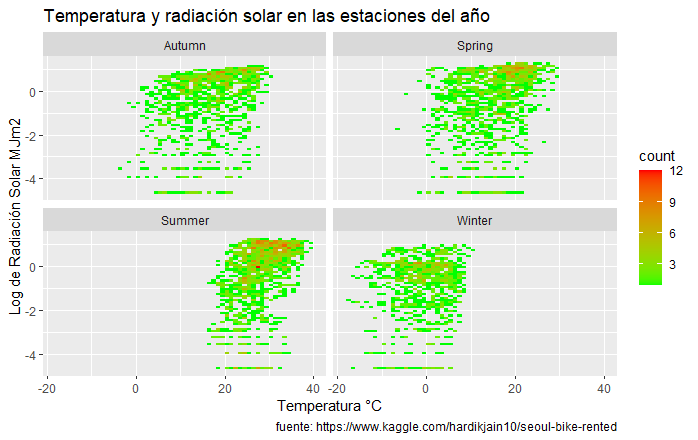 Temperatura y radiación solar en las estaciones del año
Autumn
Spring
0
-2
-4
Summer
Winter
0
-2
-4
Log de Radiación Solar MJm2
-20
0
20
40
-20
0
20
40
Temperatura °C
count
12
9
6
3
fuente: https://www.kaggle.com/hardikjain10/seoul-bike-rented